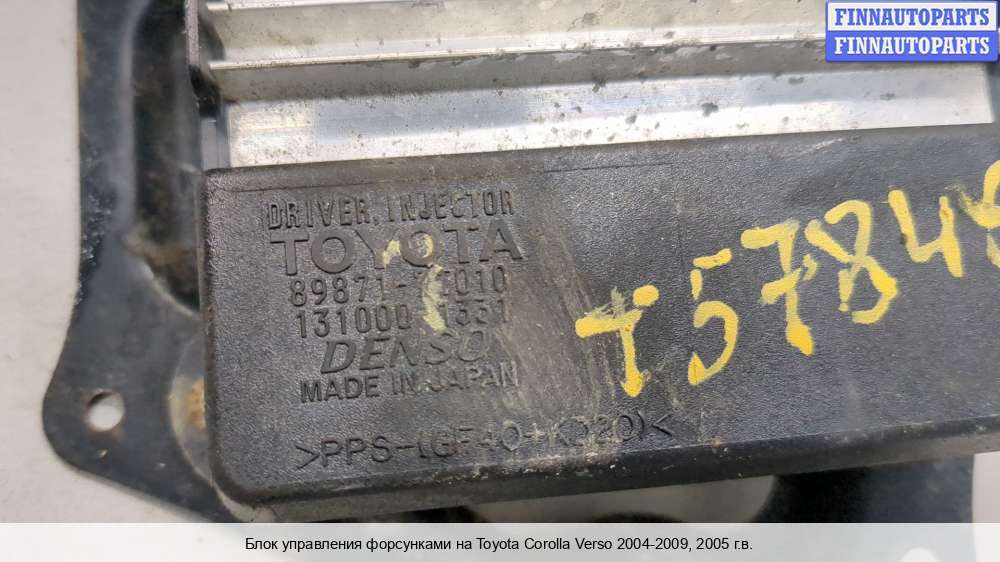 FINNAUTOPARTS
FINNAUTOPARTS
DRIVER, INJECTOR
TOYOTA
DENSO
MADE IN JAPAN
T5784
Блок управления форсунками на Toyota Corolla Verso 2004-2009, 2005 г.в.